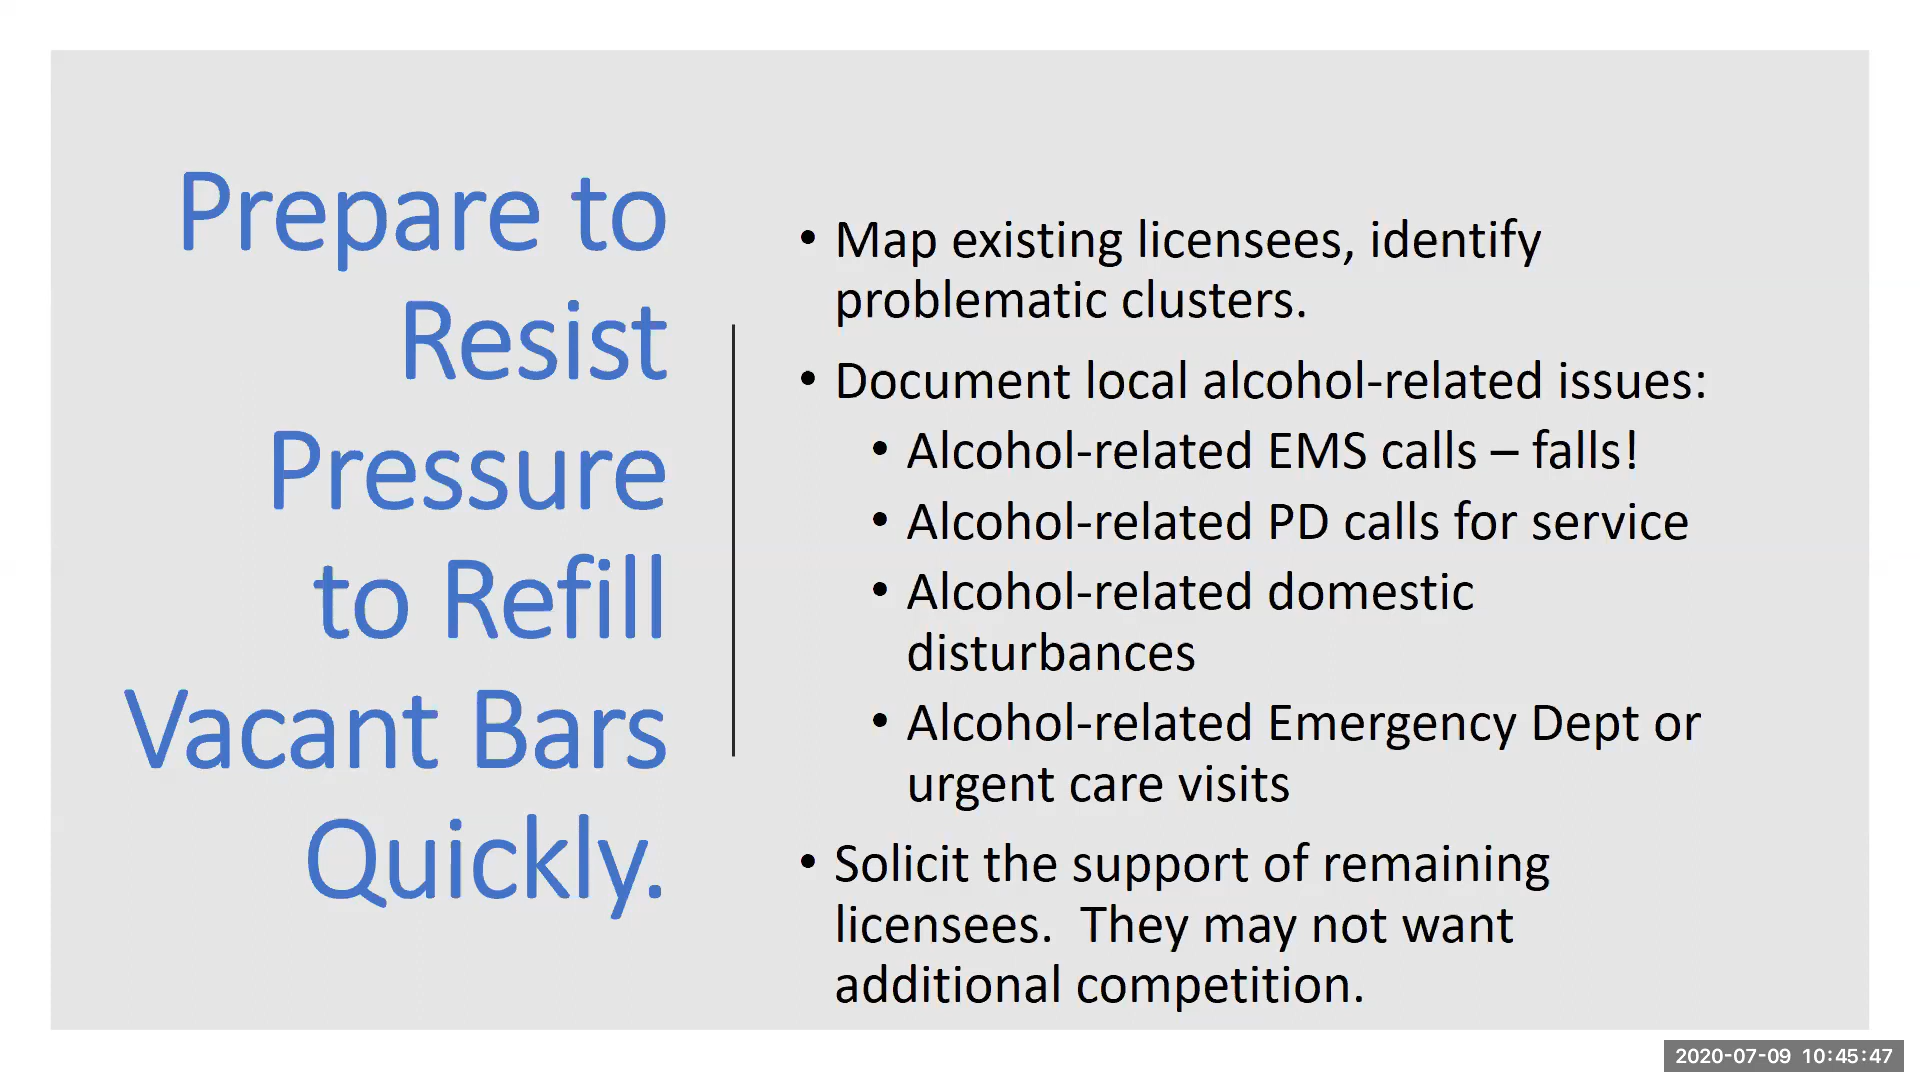 Prepare to
Resist
Pressure
to Refill
Vacant Bars
Quickly.
• Map existing licensees, identify
problematic clusters.
• Document local alcohol-related issues:
• Alcohol-related EMS calls – falls!
• Alcohol-related PD calls for service
• Alcohol-related domestic
disturbances
• Alcohol-related Emergency Dept or
urgent care visits
• Solicit the support of remaining
licensees.  They may not want
additional competition.
2020-07-09 10:45:47